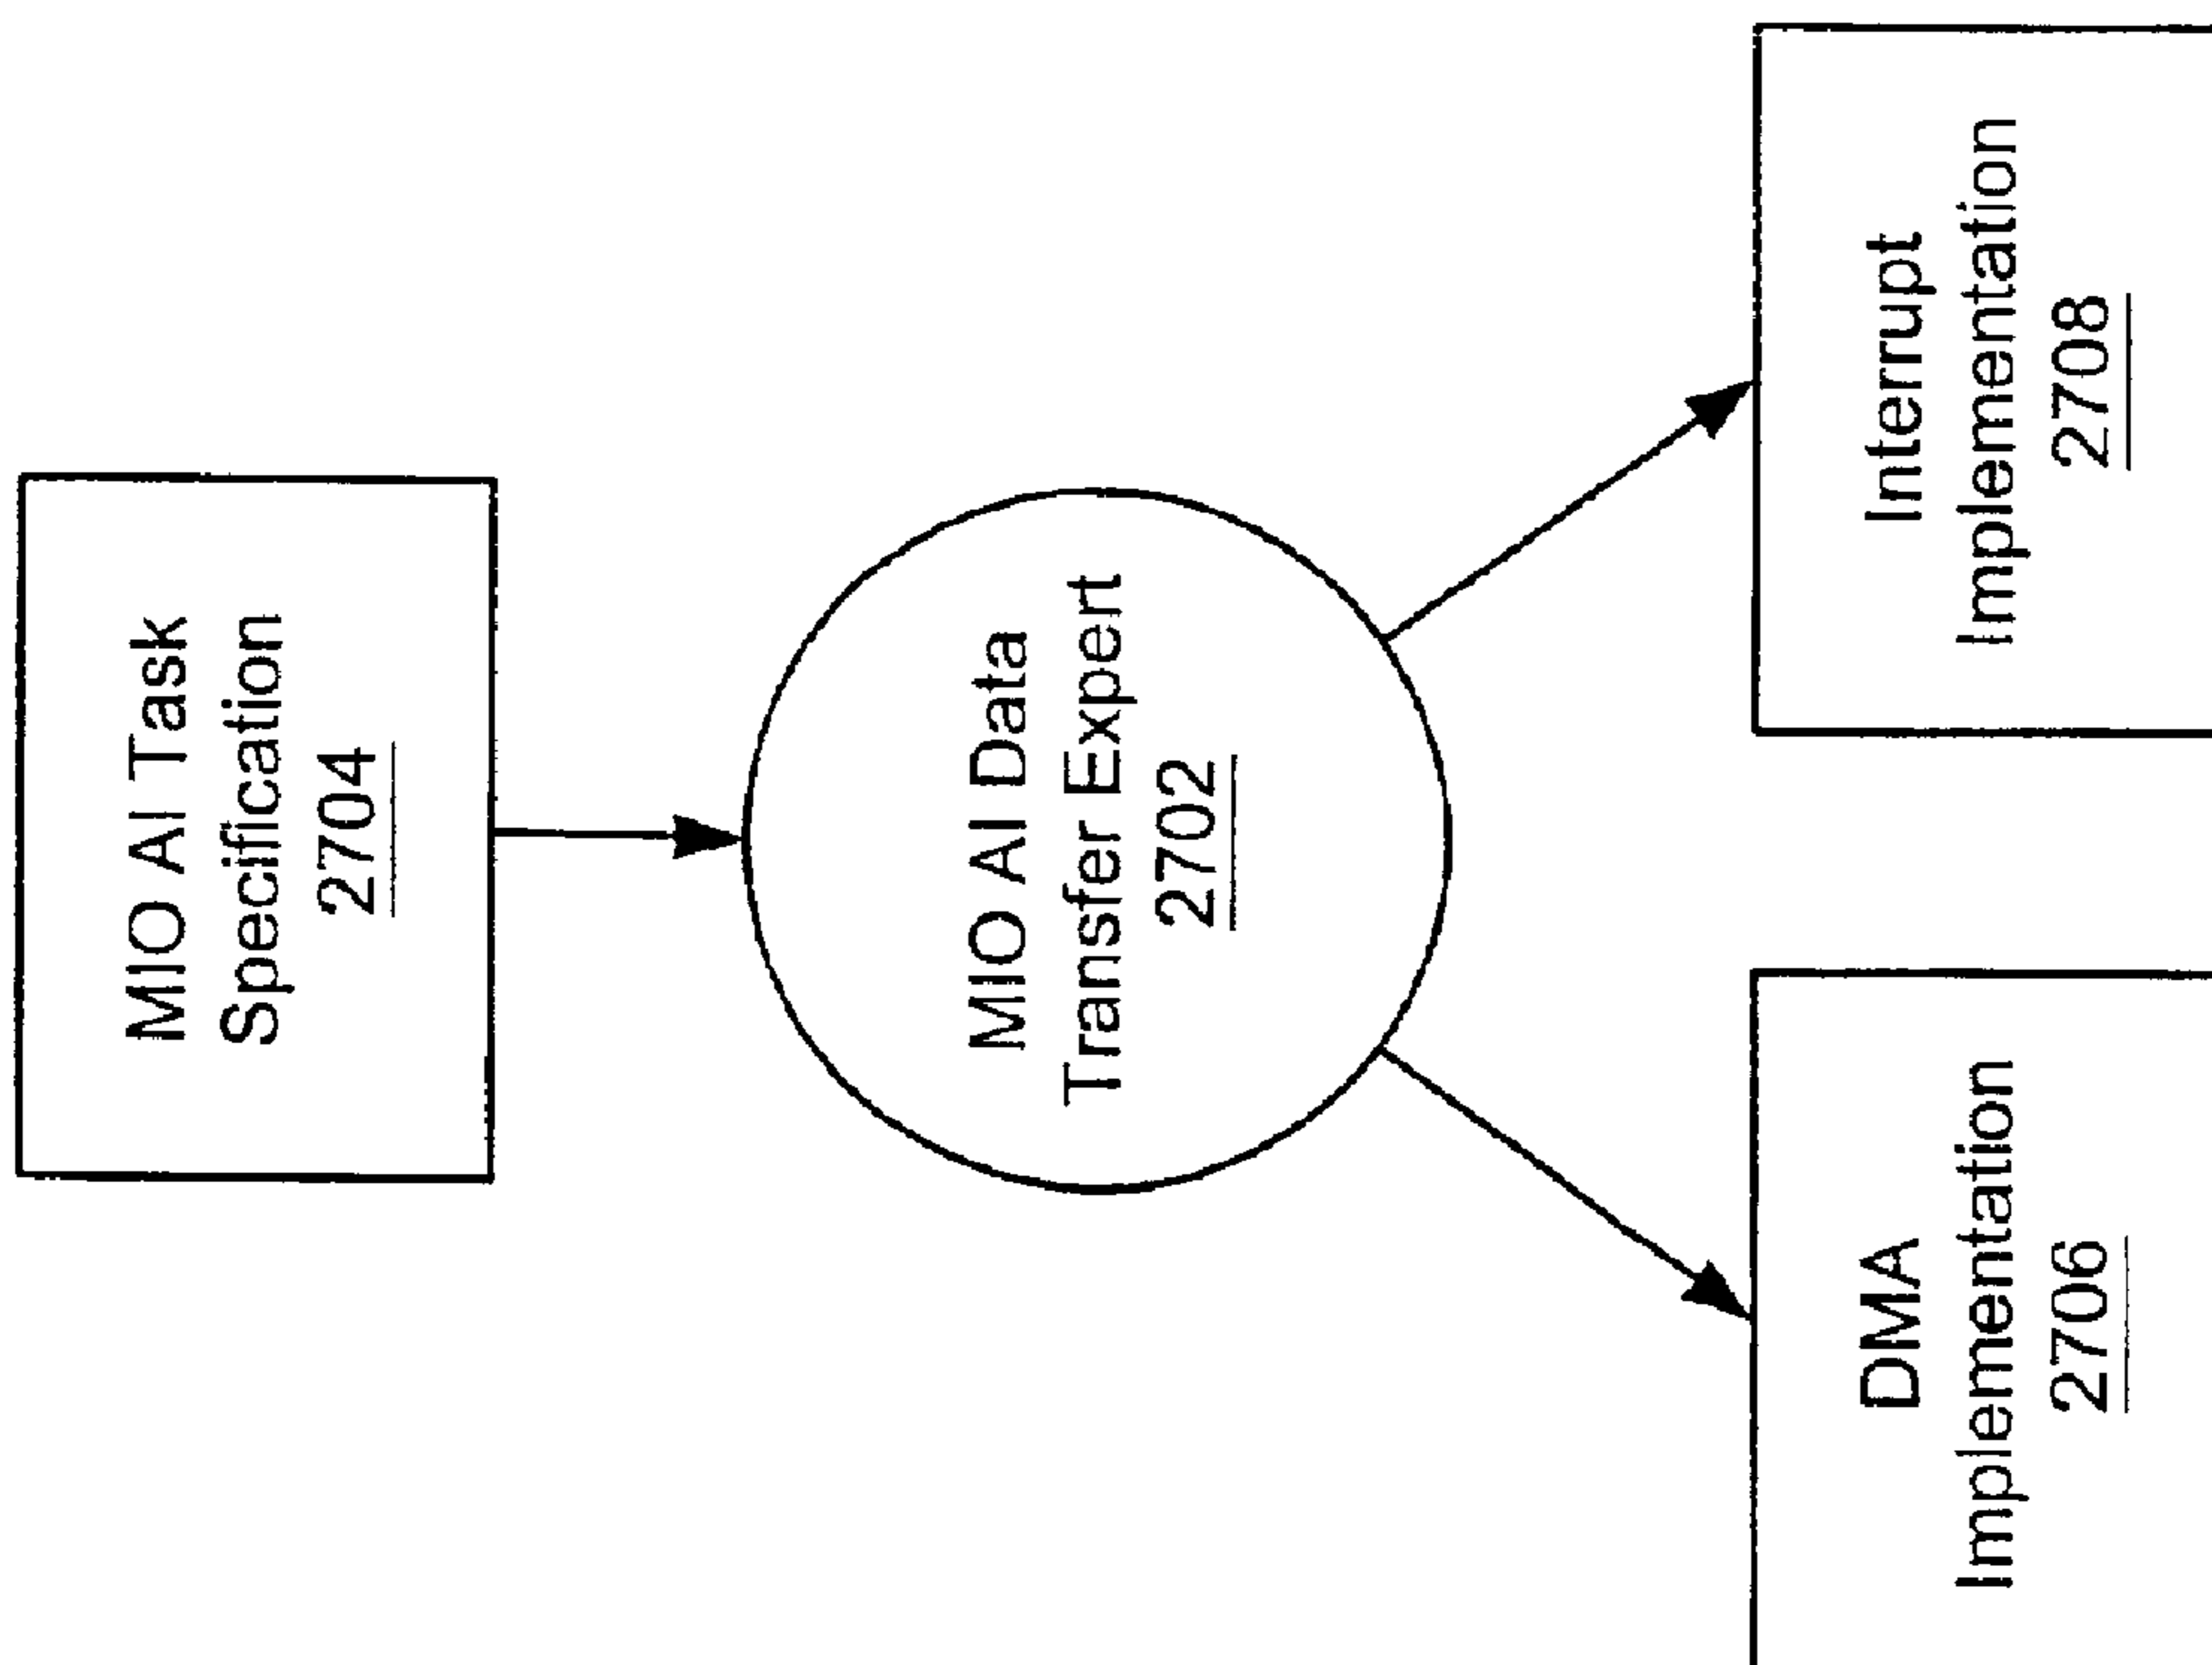 MIO AI Task
Specification
2704
MIO AI Data
Transfer Expert
2702
DMA
Implementation
2706
Interrupt
Implementation
2708